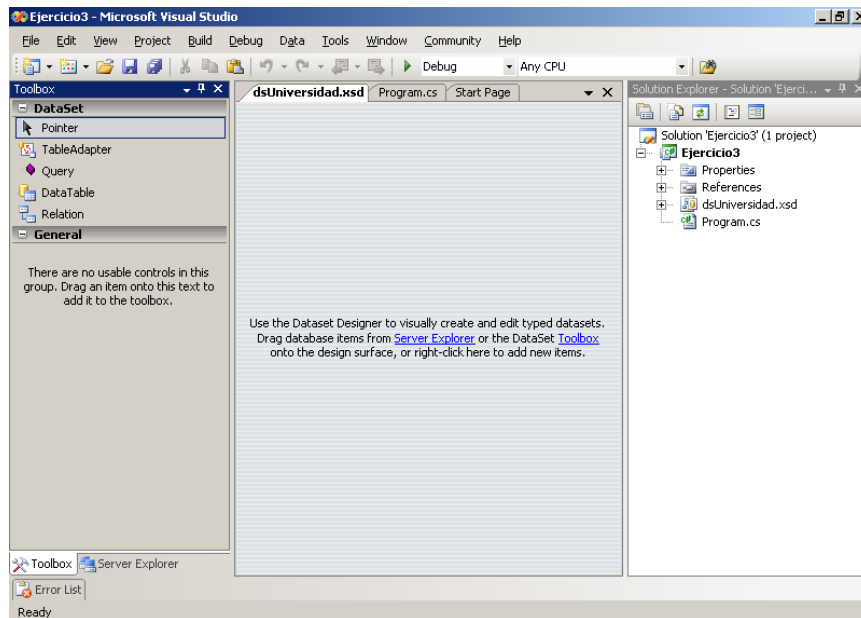 Ejercicio3 - Microsoft Visual Studio
File Edit View Project Build Debug Data Tools Window Community Help
Debug Any CPU
Toolbox
DataSet
Pointer
TableAdapter
Query
DataTable
Relation
General
There are no usable controls in this
group. Drag an item onto this text to
add it to the toolbox.
Toolbox Server Explorer
dsUniversidad.xsd Program.cs Start Page
Use the Dataset Designer to visually create and edit typed datasets.
Drag database items from Server Explorer or the DataSet Toolbox
onto the design surface, or right-click here to add new items.
Solution Explorer - Solution 'Ejerci...
Solution 'Ejercicio3' (1 project)
Ejercicio3
Properties
References
dsUniversidad.xsd
Program.cs
Error List
Ready